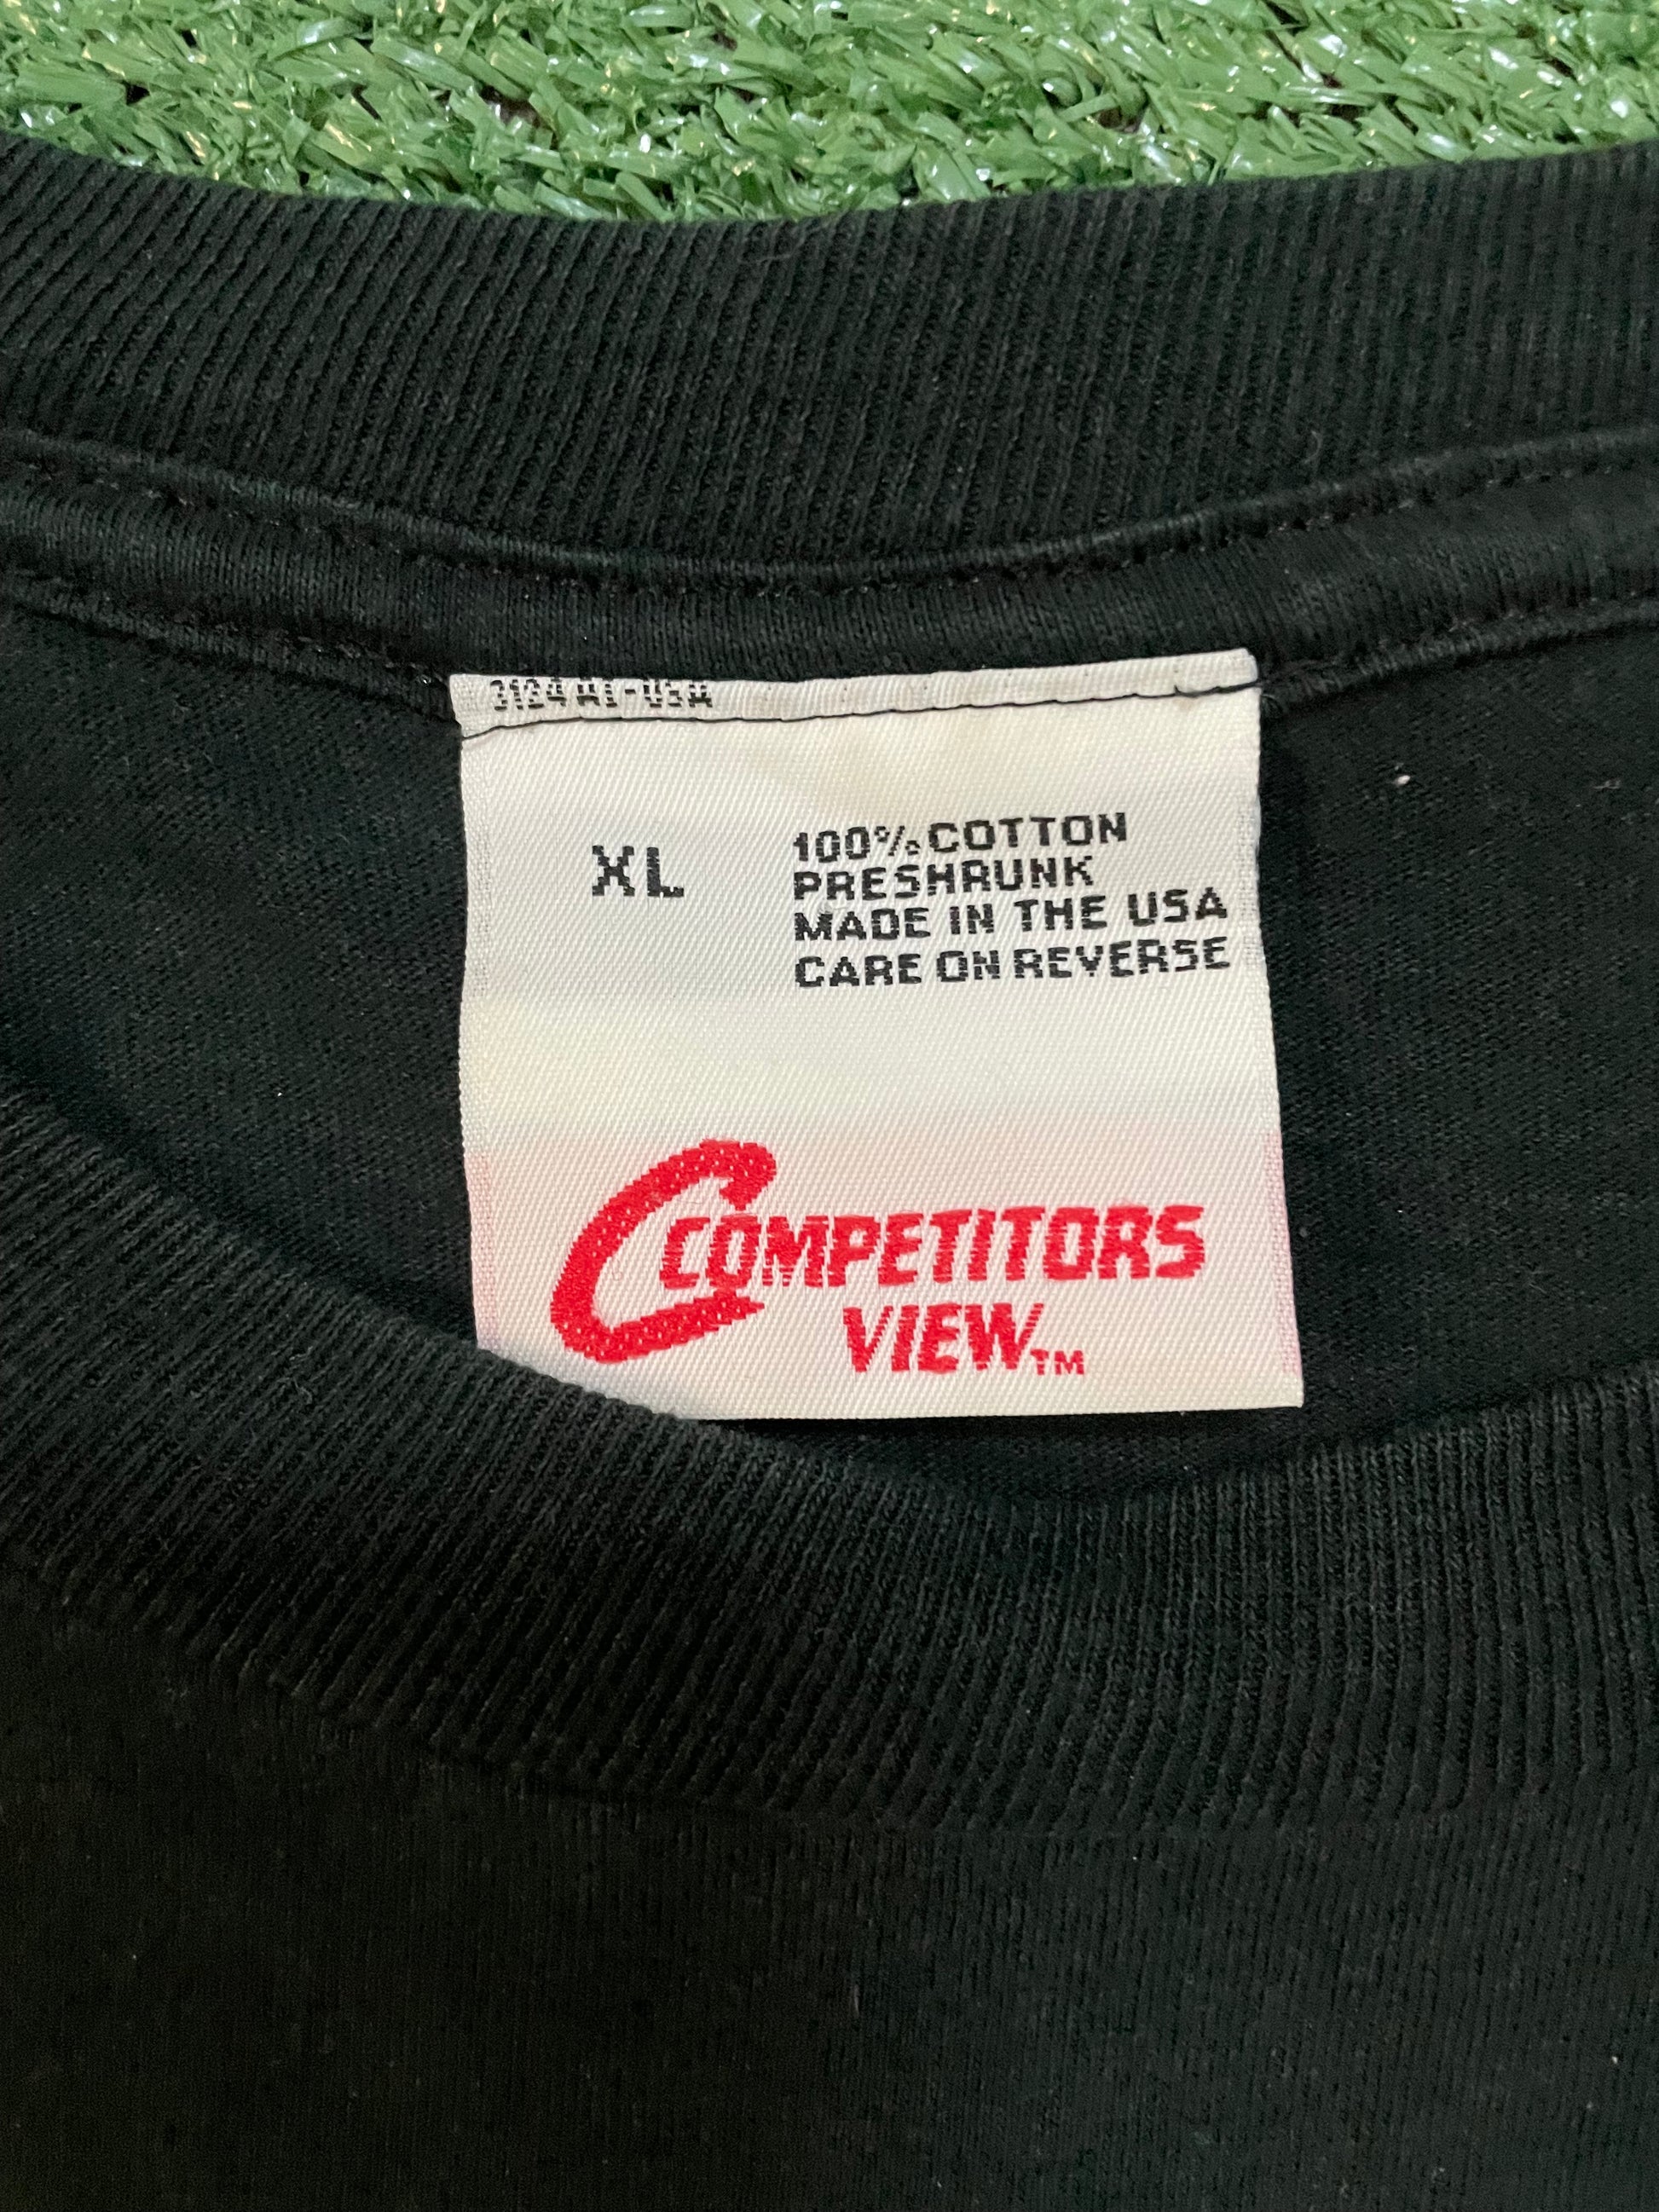 XL
100% COTTON
PRESHRUNK
MADE IN THE USA
CARE ON REVERSE
COMPETITORS
VIEW™